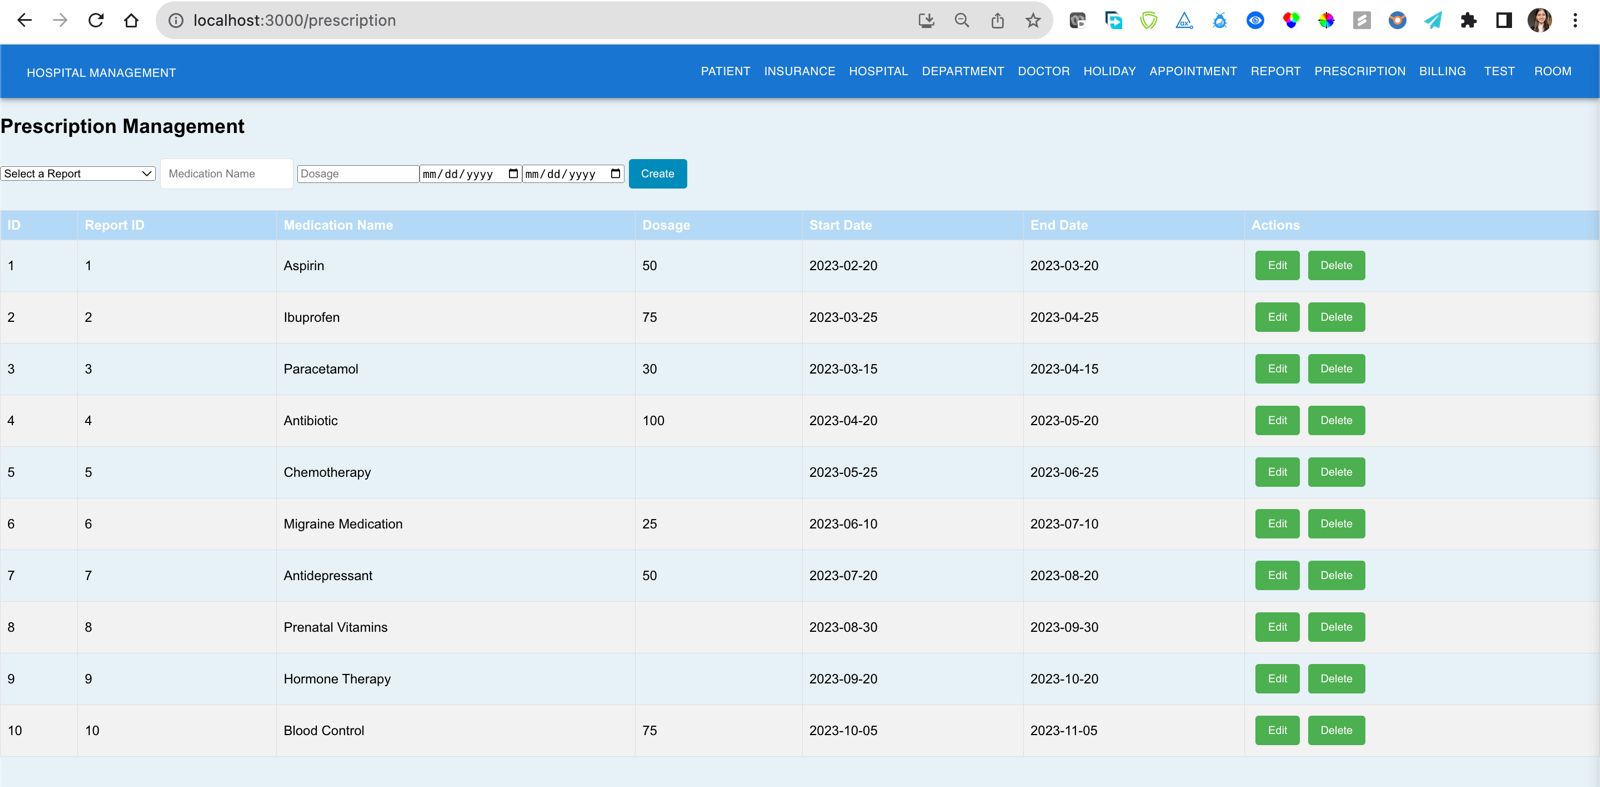 localhost:3000/prescription
HOSPITAL MANAGEMENT PATIENT INSURANCE HOSPITAL DEPARTMENT DOCTOR HOLIDAY APPOINTMENT REPORT PRESCRIPTION BILLING TEST ROOM
Prescription Management
Select a Report Medication Name Dosage mm/dd/yyyy mm/dd/yyyy Create
ID Report ID Medication Name Dosage Start Date End Date Actions
1 1 Aspirin 50 2023-02-20 2023-03-20 Edit Delete
2 2 Ibuprofen 75 2023-03-25 2023-04-25 Edit Delete
3 3 Paracetamol 30 2023-03-15 2023-04-15 Edit Delete
4 4 Antibiotic 100 2023-04-20 2023-05-20 Edit Delete
5 5 Chemotherapy 2023-05-25 2023-06-25 Edit Delete
6 6 Migraine Medication 25 2023-06-10 2023-07-10 Edit Delete
7 7 Antidepressant 50 2023-07-20 2023-08-20 Edit Delete
8 8 Prenatal Vitamins 2023-08-30 2023-09-30 Edit Delete
9 9 Hormone Therapy 2023-09-20 2023-10-20 Edit Delete
10 10 Blood Control 75 2023-10-05 2023-11-05 Edit Delete